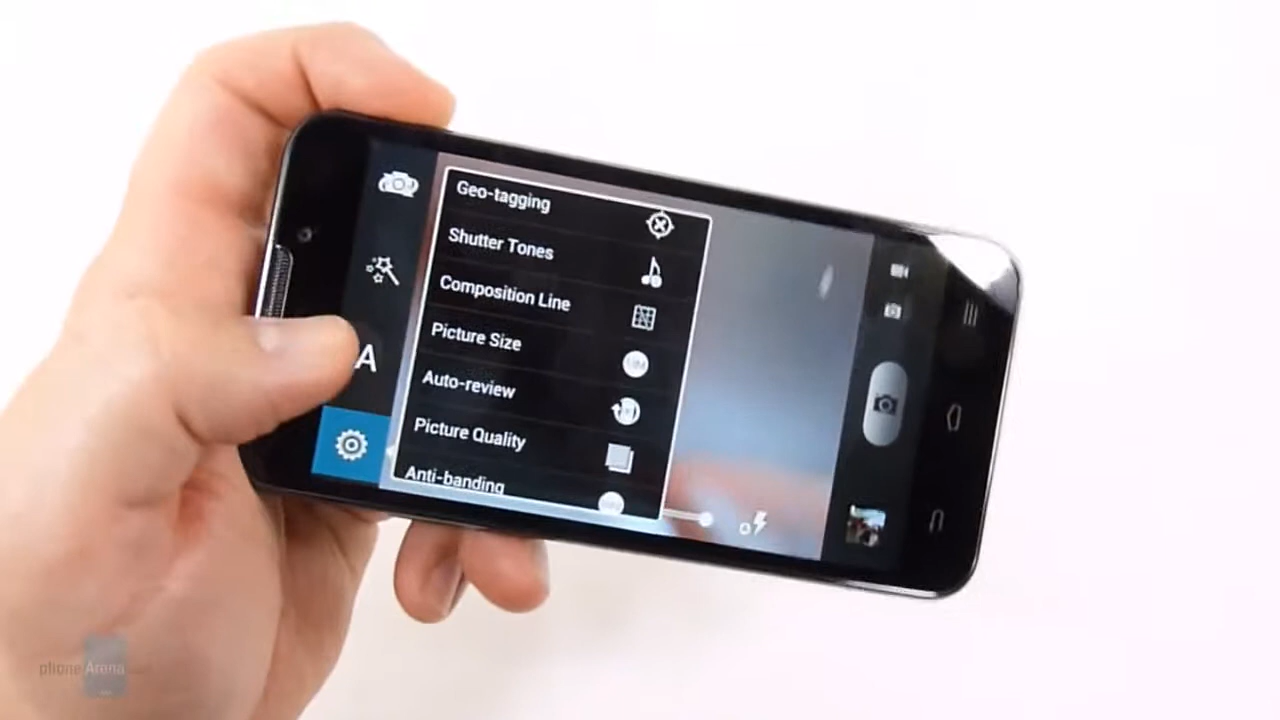 Geo-tagging
Shutter Tones
Composition Line
Picture Size
Auto-review
Picture Quality
Anti-banding
A
phoneArena